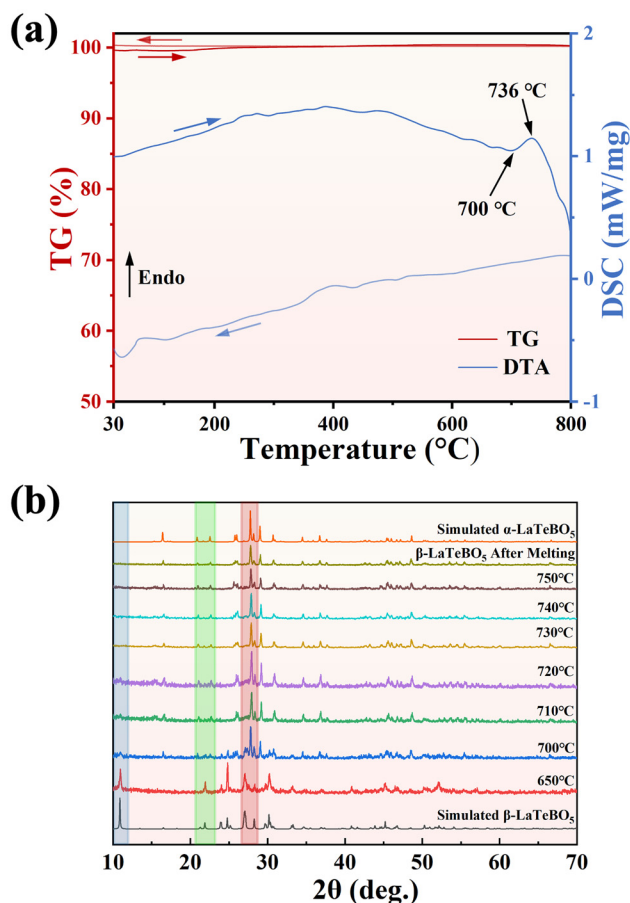 (a)
100
90
80
70
60
50
TG (%)
2
1
0
-1
DSC (mW/mg)
736 °C
700 °C
Endo
TG
DTA
30
200
400
600
800
Temperature (°C)
(b)
Simulated α-LaTeBO₅
β-LaTeBO₅ After Melting
750°C
740°C
730°C
720°C
710°C
700°C
650°C
Simulated β-LaTeBO₅
10
20
30
40
50
60
70
2θ (deg.)